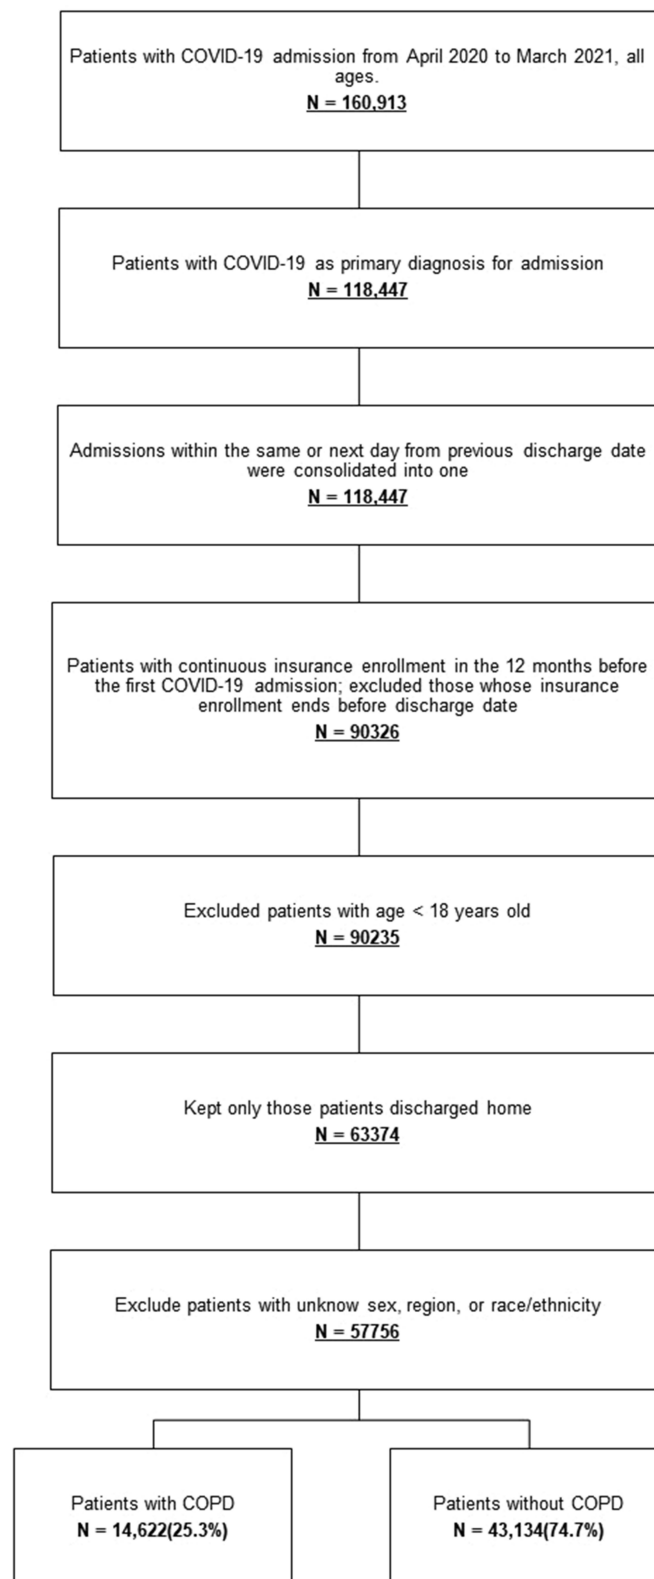 Patients with COVID-19 admission from April 2020 to March 2021, all
ages.
N = 160,913
Patients with COVID-19 as primary diagnosis for admission
N = 118,447
Admissions within the same or next day from previous discharge date
were consolidated into one
N = 118,447
Patients with continuous insurance enrollment in the 12 months before
the first COVID-19 admission; excluded those whose insurance
enrollment ends before discharge date
N = 90326
Excluded patients with age < 18 years old
N = 90235
Kept only those patients discharged home
N = 63374
Exclude patients with unknow sex, region, or race/ethnicity
N = 57756
Patients with COPD
N = 14,622(25.3%)
Patients without COPD
N = 43,134(74.7%)